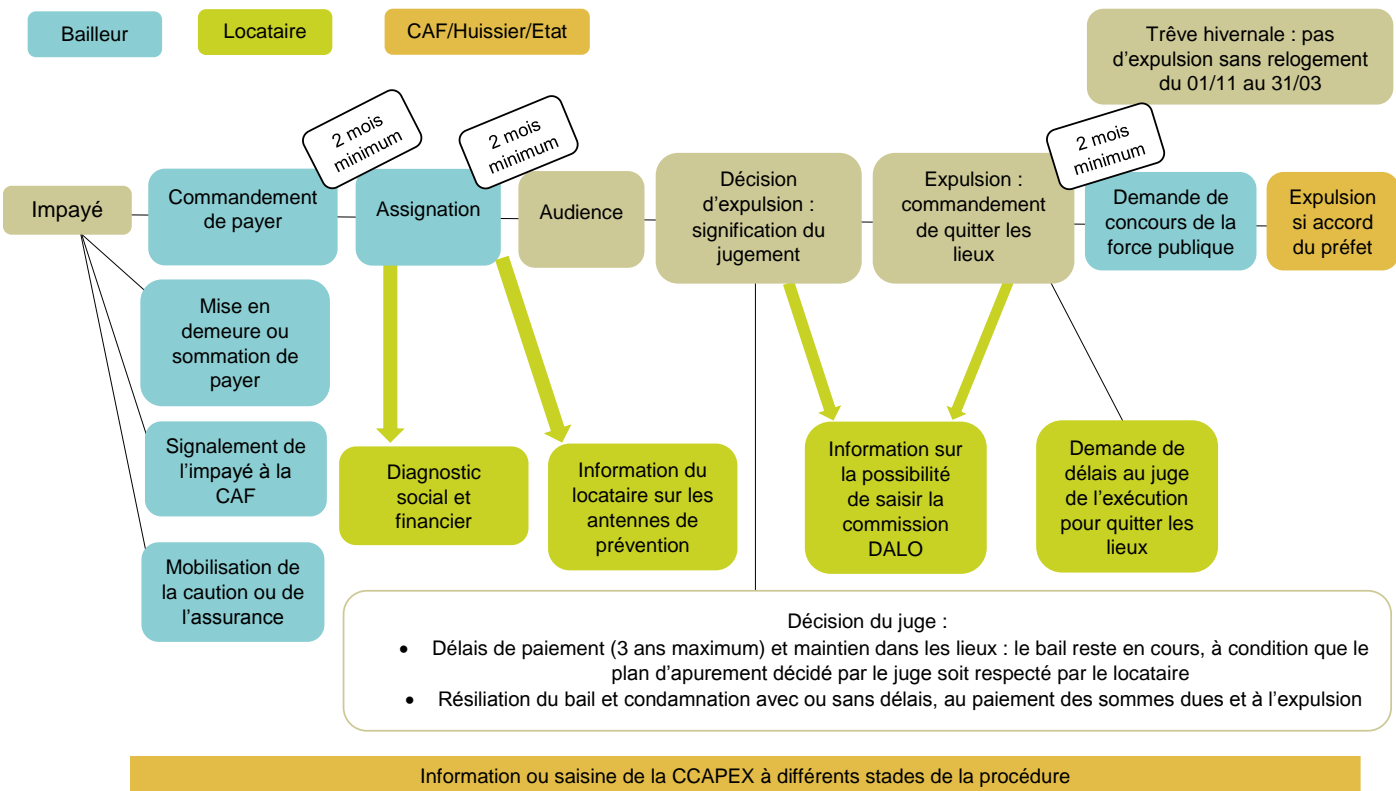 Bailleur
Locataire
CAF/Huissier/Etat
Trêve hivernale : pas
d’expulsion sans relogement
du 01/11 au 31/03
2 mois
minimum
2 mois
minimum
2 mois
minimum
Impayé
Commandement
de payer
Assignation
Audience
Décision
d’expulsion :
signification du
jugement
Expulsion :
commandement
de quitter les
lieux
Demande de
concours de la
force publique
Expulsion
si accord
du préfet
Mise en
demeure ou
sommation de
payer
Signalement de
l’impayé à la
CAF
Mobilisation de
la caution ou de
l’assurance
Diagnostic
social et
financier
Information du
locataire sur les
antennes de
prévention
Information sur
la possibilité
de saisir la
commission
DALO
Demande de
délais au juge
de l’exécution
pour quitter les
lieux
Décision du juge :
• Délais de paiement (3 ans maximum) et maintien dans les lieux : le bail reste en cours, à condition que le
plan d’apurement décidé par le juge soit respecté par le locataire
• Résiliation du bail et condamnation avec ou sans délais, au paiement des sommes dues et à l’expulsion
Information ou saisine de la CCAPEX à différents stades de la procédure